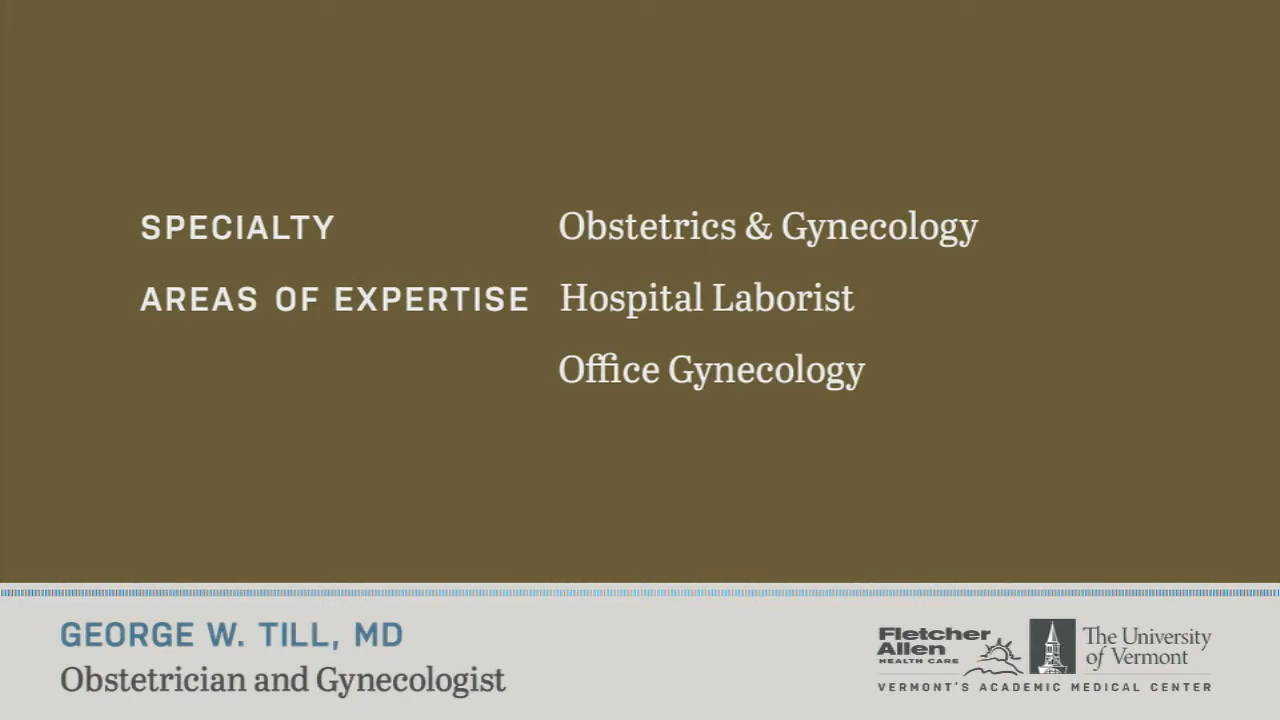 SPECIALTY Obstetrics & Gynecology
AREAS OF EXPERTISE Hospital Laborist
Office Gynecology
GEORGE W. TILL, MD
Obstetrician and Gynecologist
Fletcher
Allen
HEALTH CARE
The University
of Vermont
VERMONT'S ACADEMIC MEDICAL CENTER